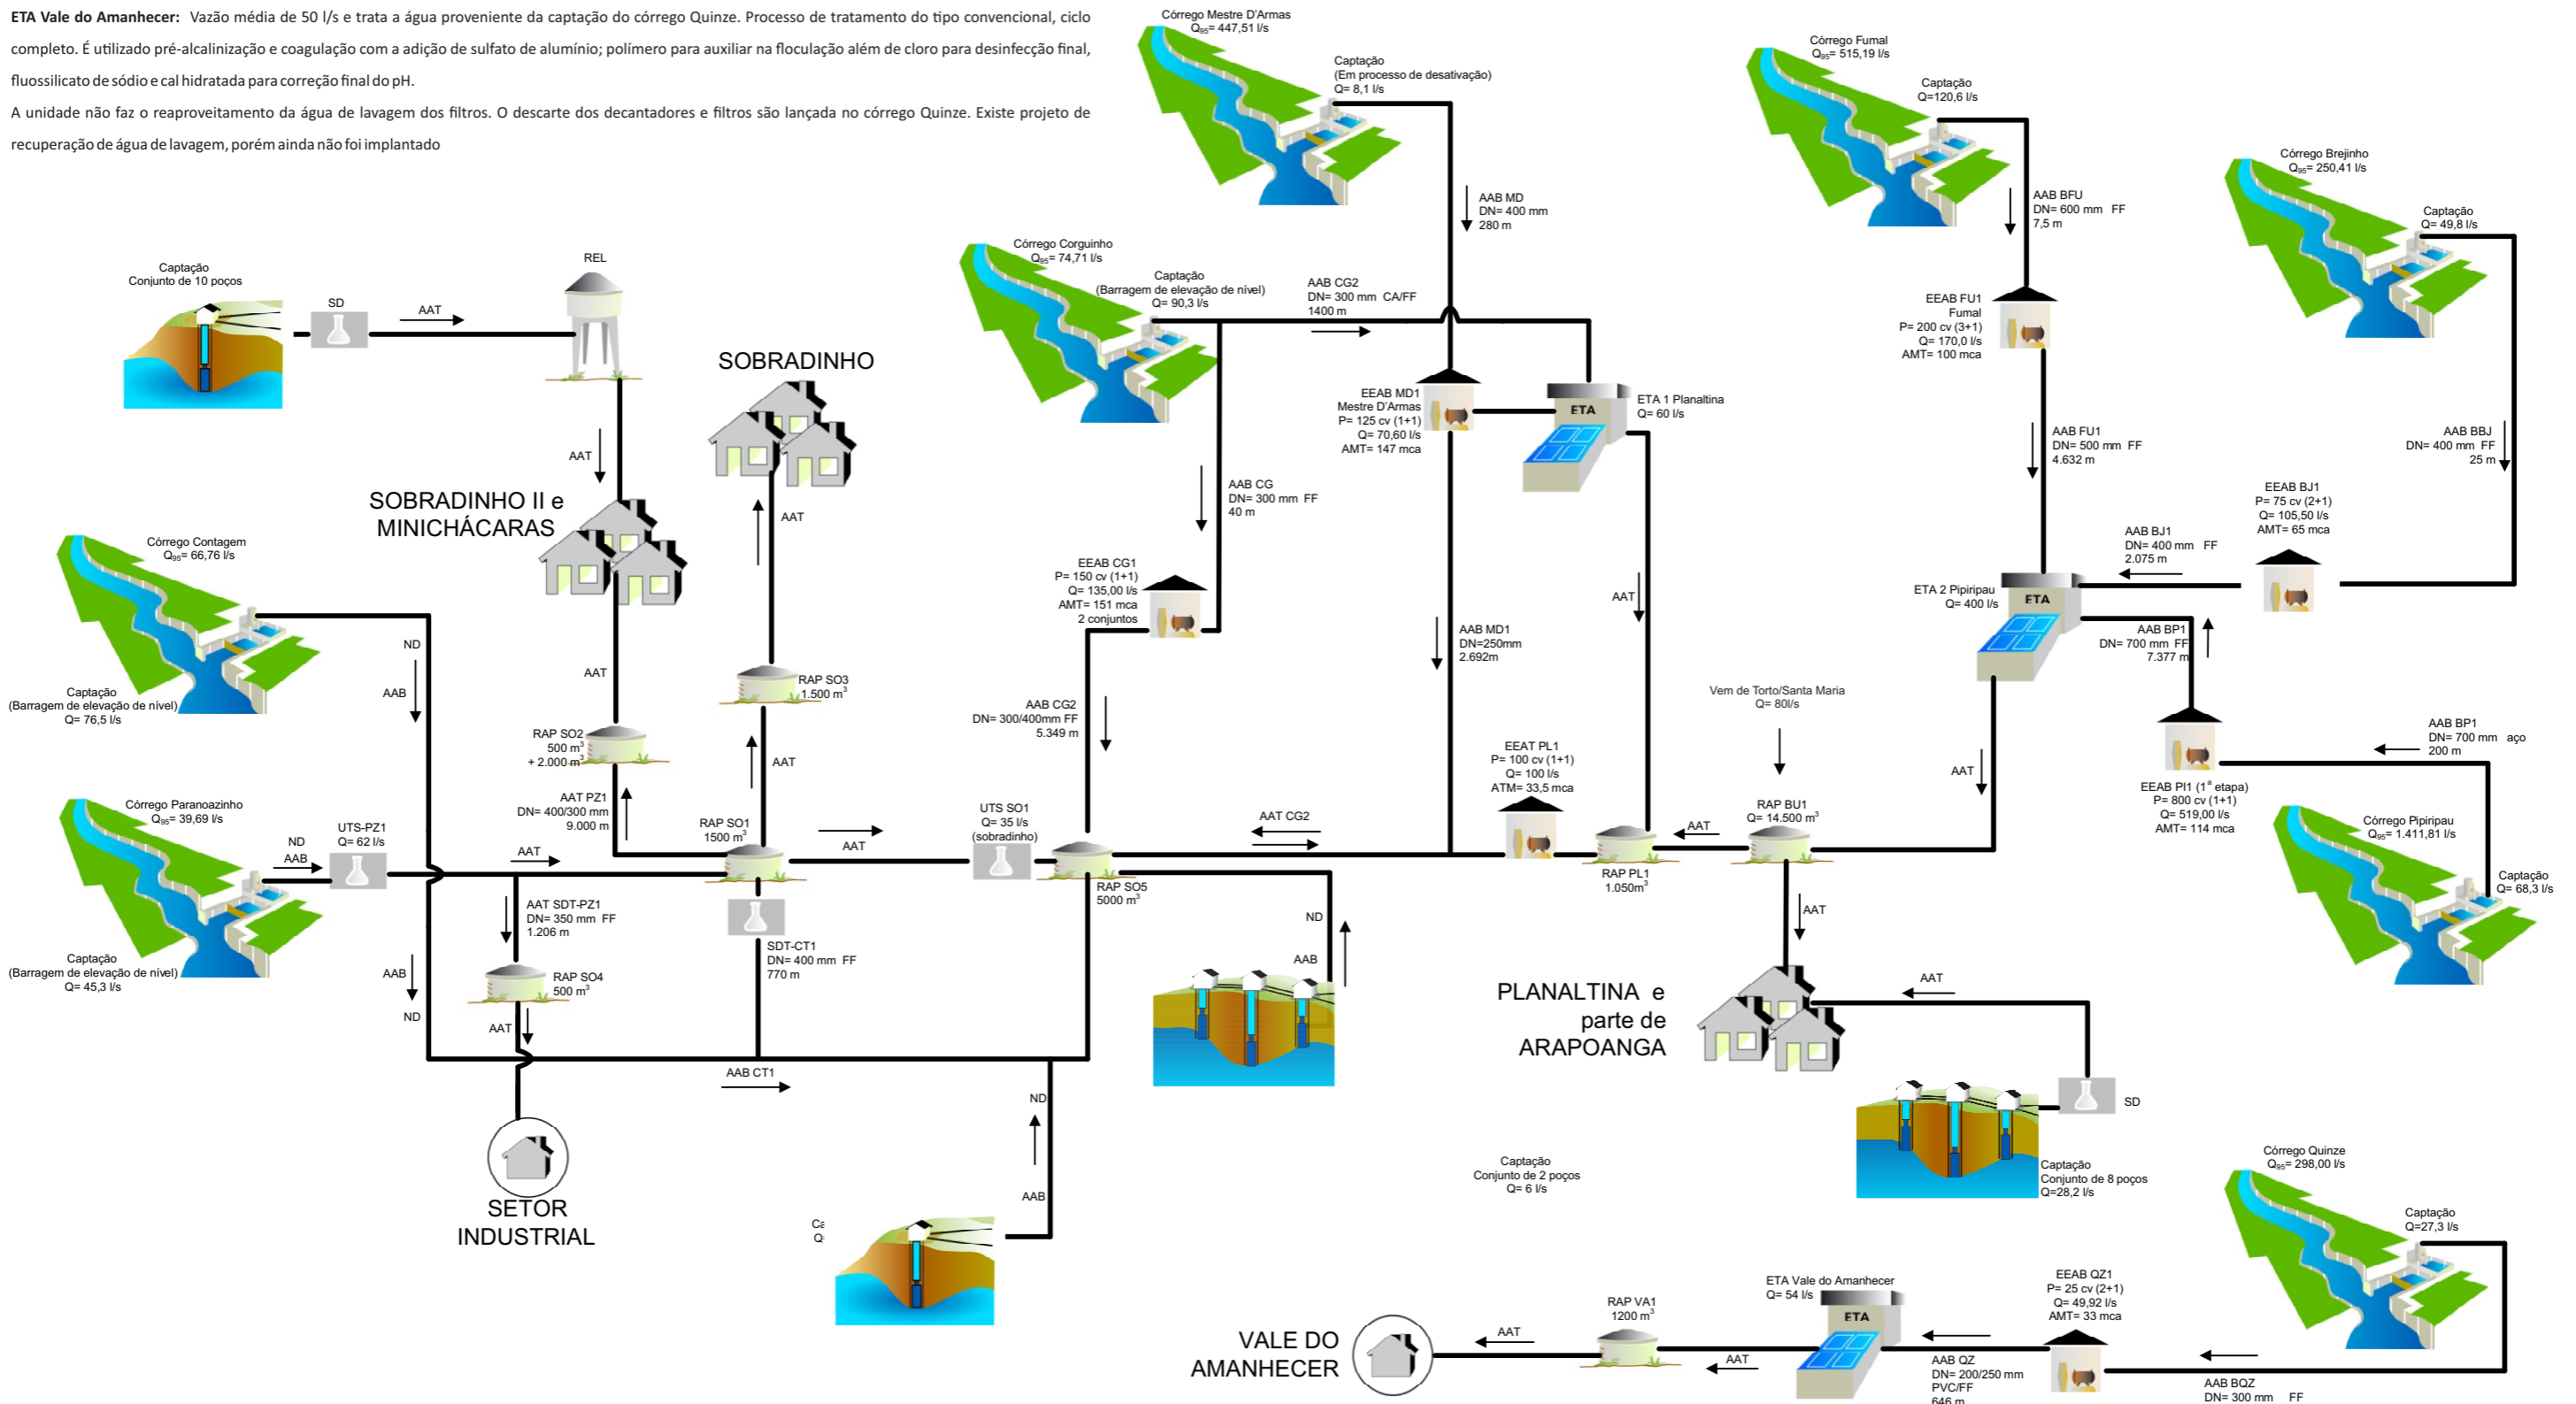 ETA Vale do Amanhecer: Vazão média de 50 l/s e trata a água proveniente da captação do córrego Quinze. Processo de tratamento do tipo convencional, ciclo
completo. É utilizado pré-alcalinização e coagulação com a adição de sulfato de alumínio; polímero para auxiliar na floculação além de cloro para desinfecção final,
fluossilicato de sódio e cal hidratada para correção final do pH.
A unidade não faz o reaproveitamento da água de lavagem dos filtros. O descarte dos decantadores e filtros são lançada no córrego Quinze. Existe projeto de
recuperação de água de lavagem, porém ainda não foi implantado
Córrego Mestre D'Armas
Q95= 447,51 l/s
Captação
(Em processo de desativação)
Q= 8,1 l/s
AAB MD
DN= 400 mm
280 m
Córrego Fumal
Q95= 515,19 l/s
Captação
Q=120,6 l/s
AAB BFU
DN= 600 mm FF
7,5 m
Córrego Brejinho
Q95= 250,41 l/s
Captação
Q= 49,8 l/s
Captação
Conjunto de 10 poços
SD
AAT
REL
AAT
SOBRADINHO
Córrego Corguinho
Q95= 74,71 l/s
Captação
(Barragem de elevação de nível)
Q= 90,3 l/s
AAB CG2
DN= 300 mm CA/FF
1400 m
EEAB FU1
Fumal
P= 200 cv (3+1)
Q= 170,0 l/s
AMT= 100 mca
EEAB MD1
Mestre D'Armas
P= 125 cv (1+1)
Q= 70,60 l/s
AMT= 147 mca
ETA
ETA 1 Planaltina
Q= 60 l/s
AAB FU1
DN= 500 mm FF
4.632 m
AAB BBJ
DN= 400 mm FF
25 m
SOBRADINHO II e
MINICHÁCARAS
AAT
AAB CG
DN= 300 mm FF
40 m
EEAB BJ1
P= 75 cv (2+1)
Q= 105,50 l/s
AMT= 65 mca
AAB BJ1
DN= 400 mm FF
2.075 m
Córrego Contagem
Q95= 66,76 l/s
Captação
(Barragem de elevação de nível)
Q= 76,5 l/s
ND
AAB
EEAB CG1
P= 150 cv (1+1)
Q= 135,00 l/s
AMT= 151 mca
2 conjuntos
AAT
ETA 2 Pipiripau
Q= 400 l/s
ETA
AAB BP1
DN= 700 mm FF
7.377 m
AAB MD1
DN=250mm
2.692m
AAT
RAP SO3
1.500 m³
RAP SO2
500 m³
+ 2.000 m³
AAT
AAB CG2
DN= 300/400mm FF
5.349 m
Vem de Torto/Santa Maria
Q= 80l/s
AAB BP1
DN= 700 mm aço
200 m
EEAT PL1
P= 100 cv (1+1)
Q= 100 l/s
ATM= 33,5 mca
AAT
EEAB PI1 (1ª etapa)
P= 800 cv (1+1)
Q= 519,00 l/s
AMT= 114 mca
Córrego Paranoazinho
Q95= 39,69 l/s
Captação
(Barragem de elevação de nível)
Q= 45,3 l/s
ND
AAB
UTS-PZ1
Q= 62 l/s
AAT
AAT PZ1
DN= 400/300 mm
9.000 m
RAP SO1
1500 m³
AAT
UTS SO1
Q= 35 l/s
(sobradinho)
RAP SO5
5000 m³
AAT CG2
RAP PL1
1.050m³
AAT
RAP BU1
Q= 14.500 m³
Córrego Pipiripau
Q95= 1.411,81 l/s
Captação
Q= 68,3 l/s
AAT SDT-PZ1
DN= 350 mm FF
1.206 m
RAP SO4
500 m³
AAT
AAB
ND
SDT-CT1
DN= 400 mm FF
770 m
AAB CT1
ND
AAB
AAT
PLANALTINA e
parte de
ARAPOANGA
AAT
SD
Captação
Conjunto de 8 poços
Q=28,2 l/s
Captação
Conjunto de 2 poços
Q= 6 l/s
ND
AAB
SETOR
INDUSTRIAL
Córrego Quinze
Q95= 298,00 l/s
Captação
Q=27,3 l/s
VALE DO
AMANHECER
AAT
RAP VA1
1200 m³
AAT
ETA Vale do Amanhecer
Q= 54 l/s
ETA
EEAB QZ1
P= 25 cv (2+1)
Q= 49,92 l/s
AMT= 33 mca
AAB QZ
DN= 200/250 mm
PVC/FF
646 m
AAB BQZ
DN= 300 mm FF